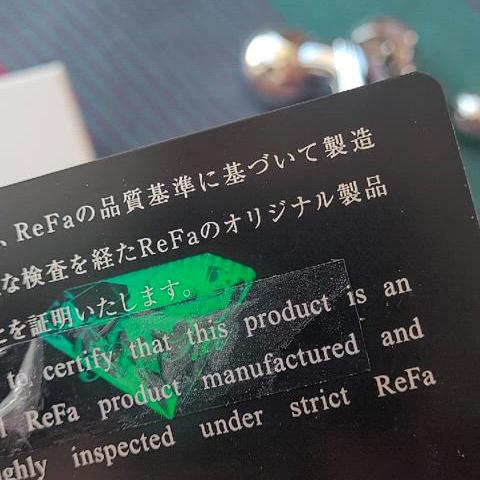 、ReFaの品質基準に基づいて製造
な検査を経たReFaのオリジナル製品
とを証明いたします。
to certify that this product is an
ReFa product manufactured and
inspected under strict ReFa